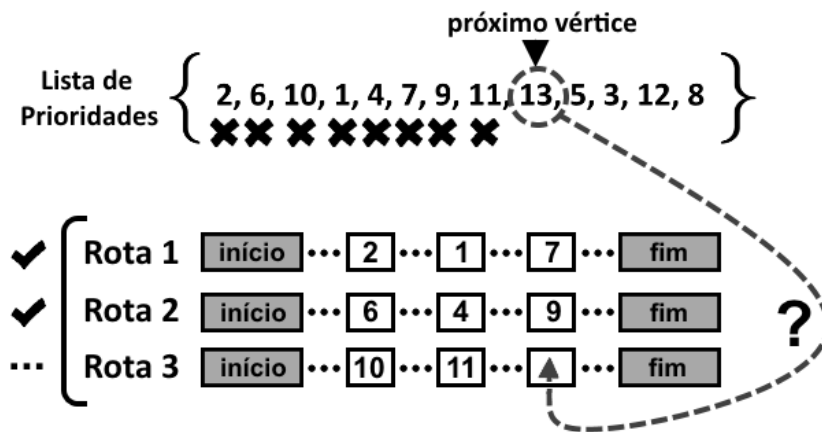 próximo vértice
Lista de
Prioridades { 2, 6, 10, 1, 4, 7, 9, 11, 13, 5, 3, 12, 8 }
✔ Rota 1 início ... 2 ... 1 ... 7 ... fim
✔ Rota 2 início ... 6 ... 4 ... 9 ... fim
... Rota 3 início ... 10 ... 11 ... ... fim
?